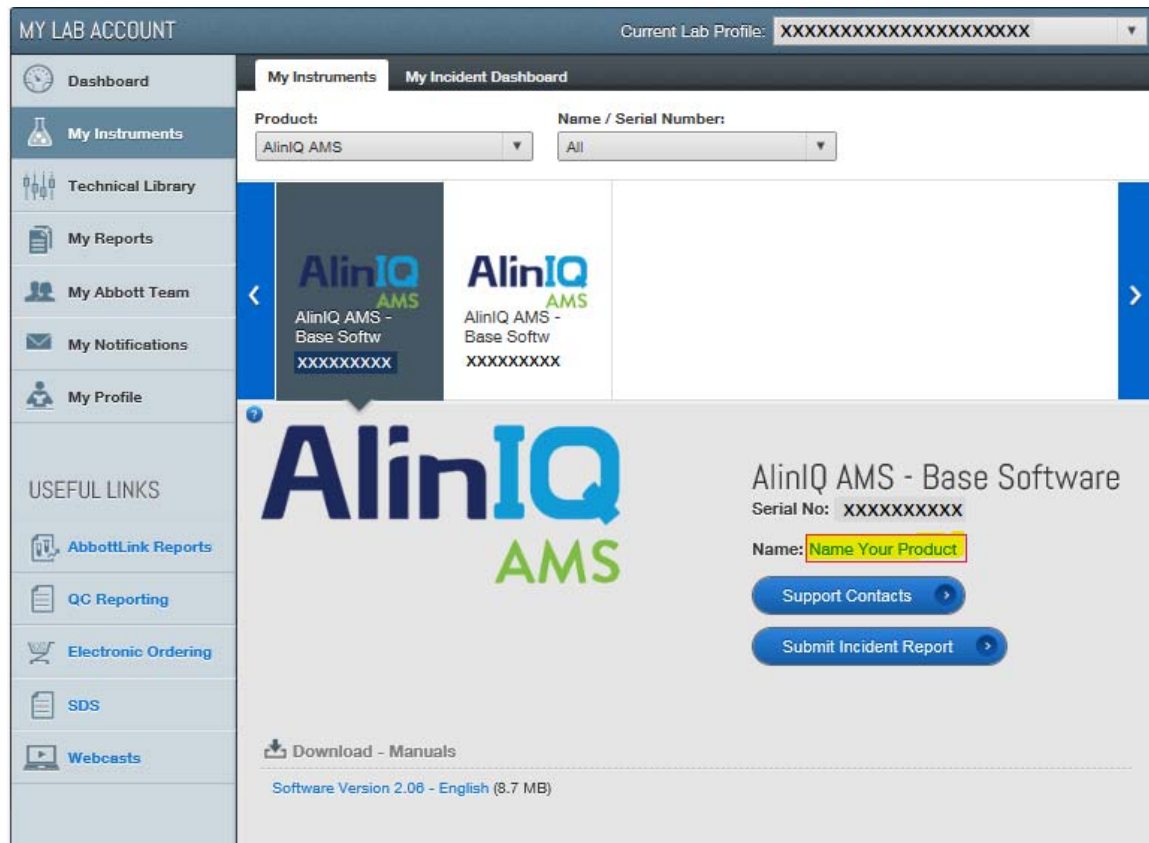 MY LAB ACCOUNT
Current Lab Profile: XXXXXXXXXXXXXXXXXXXXX
Dashboard
My Instruments
Technical Library
My Reports
My Abbott Team
My Notifications
My Profile
USEFUL LINKS
AbbottLink Reports
QC Reporting
Electronic Ordering
SDS
Webcasts
My Instruments My Incident Dashboard
Product: Name / Serial Number:
AlinIQ AMS All
AlinIQ
AMS
AlinIQ AMS -
Base Softw
XXXXXXXXX
AlinIQ
AMS
AlinIQ AMS -
Base Softw
XXXXXXXXX
?
AlinIQ
AMS
AlinIQ AMS - Base Software
Serial No: XXXXXXXXXX
Name: Name Your Product
Support Contacts
Submit Incident Report
Download - Manuals
Software Version 2.06 - English (8.7 MB)